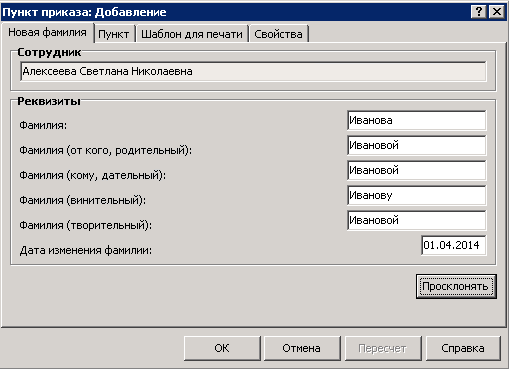 Пункт приказа: Добавление
Новая фамилия Пункт Шаблон для печати Свойства
Сотрудник
Алексеева Светлана Николаевна
Реквизиты
Фамилия: Иванова
Фамилия (от кого, родительный): Ивановой
Фамилия (кому, дательный): Ивановой
Фамилия (винительный): Иванову
Фамилия (творительный): Ивановой
Дата изменения фамилии: 01.04.2014
Просклонять
ОК Отмена Пересчет Справка